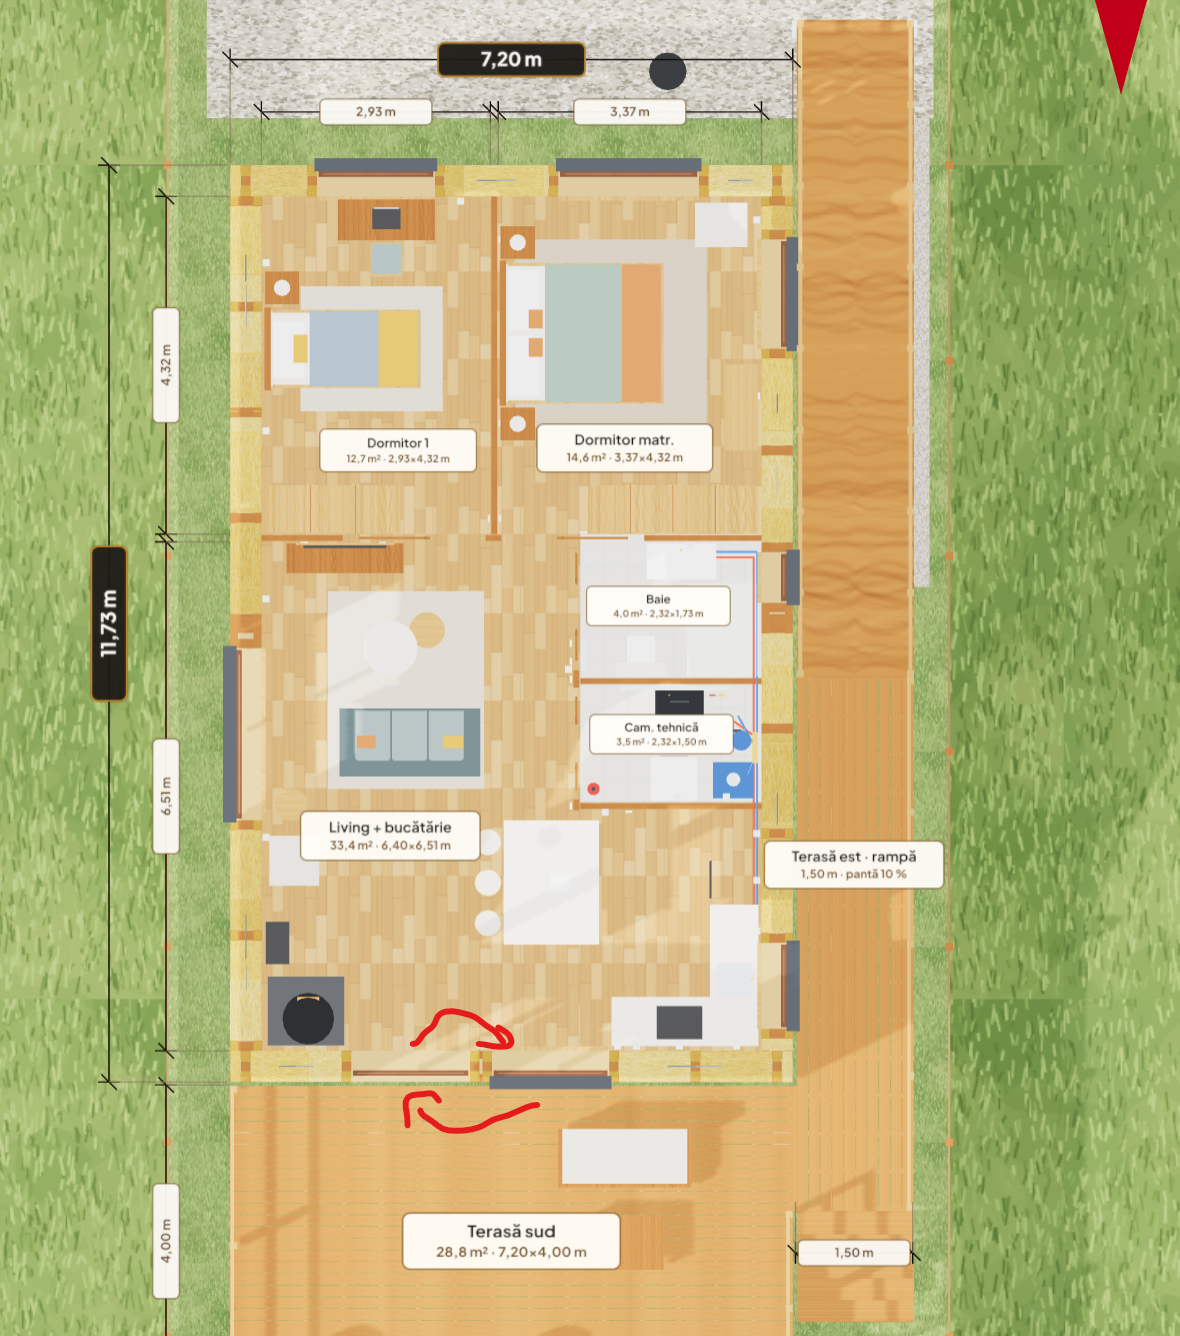 7,20 m
2,93 m
3,37 m
4,32 m
Dormitor 1
12,7 m² · 2,93×4,32 m
Dormitor matr.
14,6 m² · 3,37×4,32 m
11,73 m
Baie
4,0 m² · 2,32×1,73 m
Cam. tehnică
3,5 m² · 2,32×1,50 m
6,51 m
Living + bucătărie
33,4 m² · 6,40×6,51 m
Terasă est · rampă
1,50 m · pantă 10 %
4,00 m
Terasă sud
28,8 m² · 7,20×4,00 m
1,50 m